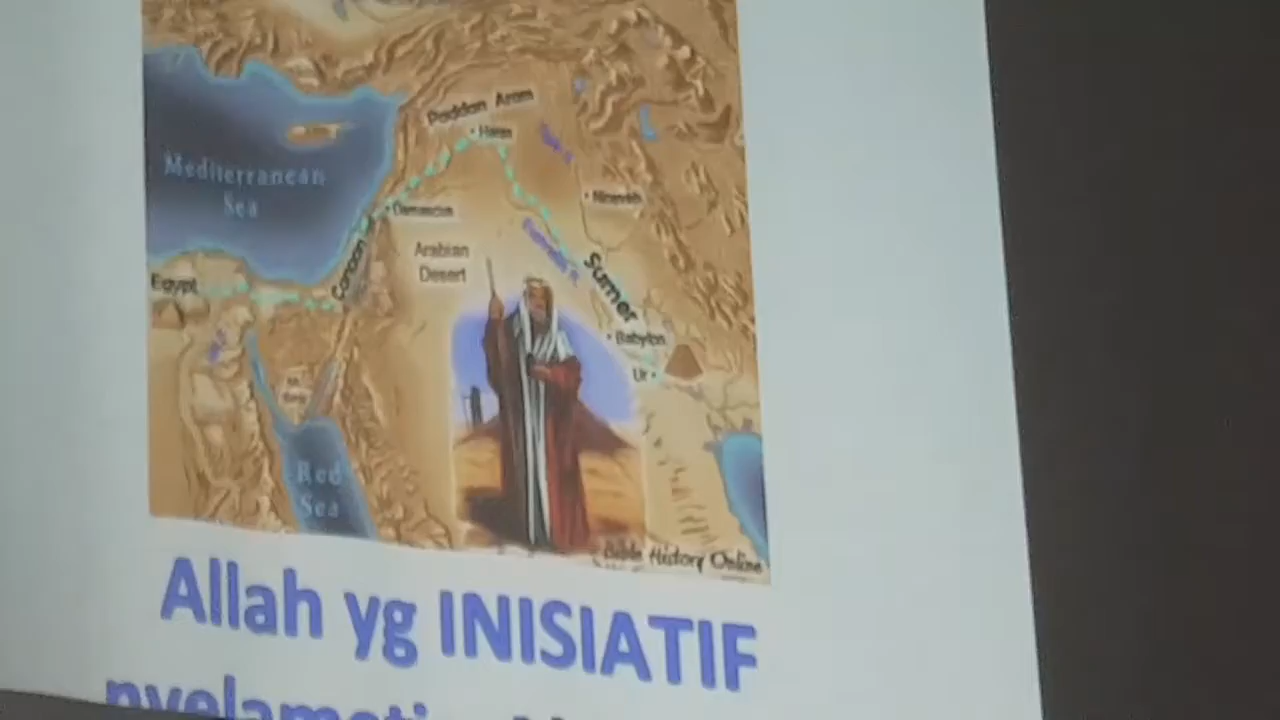 Paddan Aram
Haran
Mediterranean
Sea
Nineveh
Damascus
Arabian
Desert
Canaan
Sumer
Egypt
Babylon
Ur
Red
Sea
Bible History Online
Allah yg INISIATIF